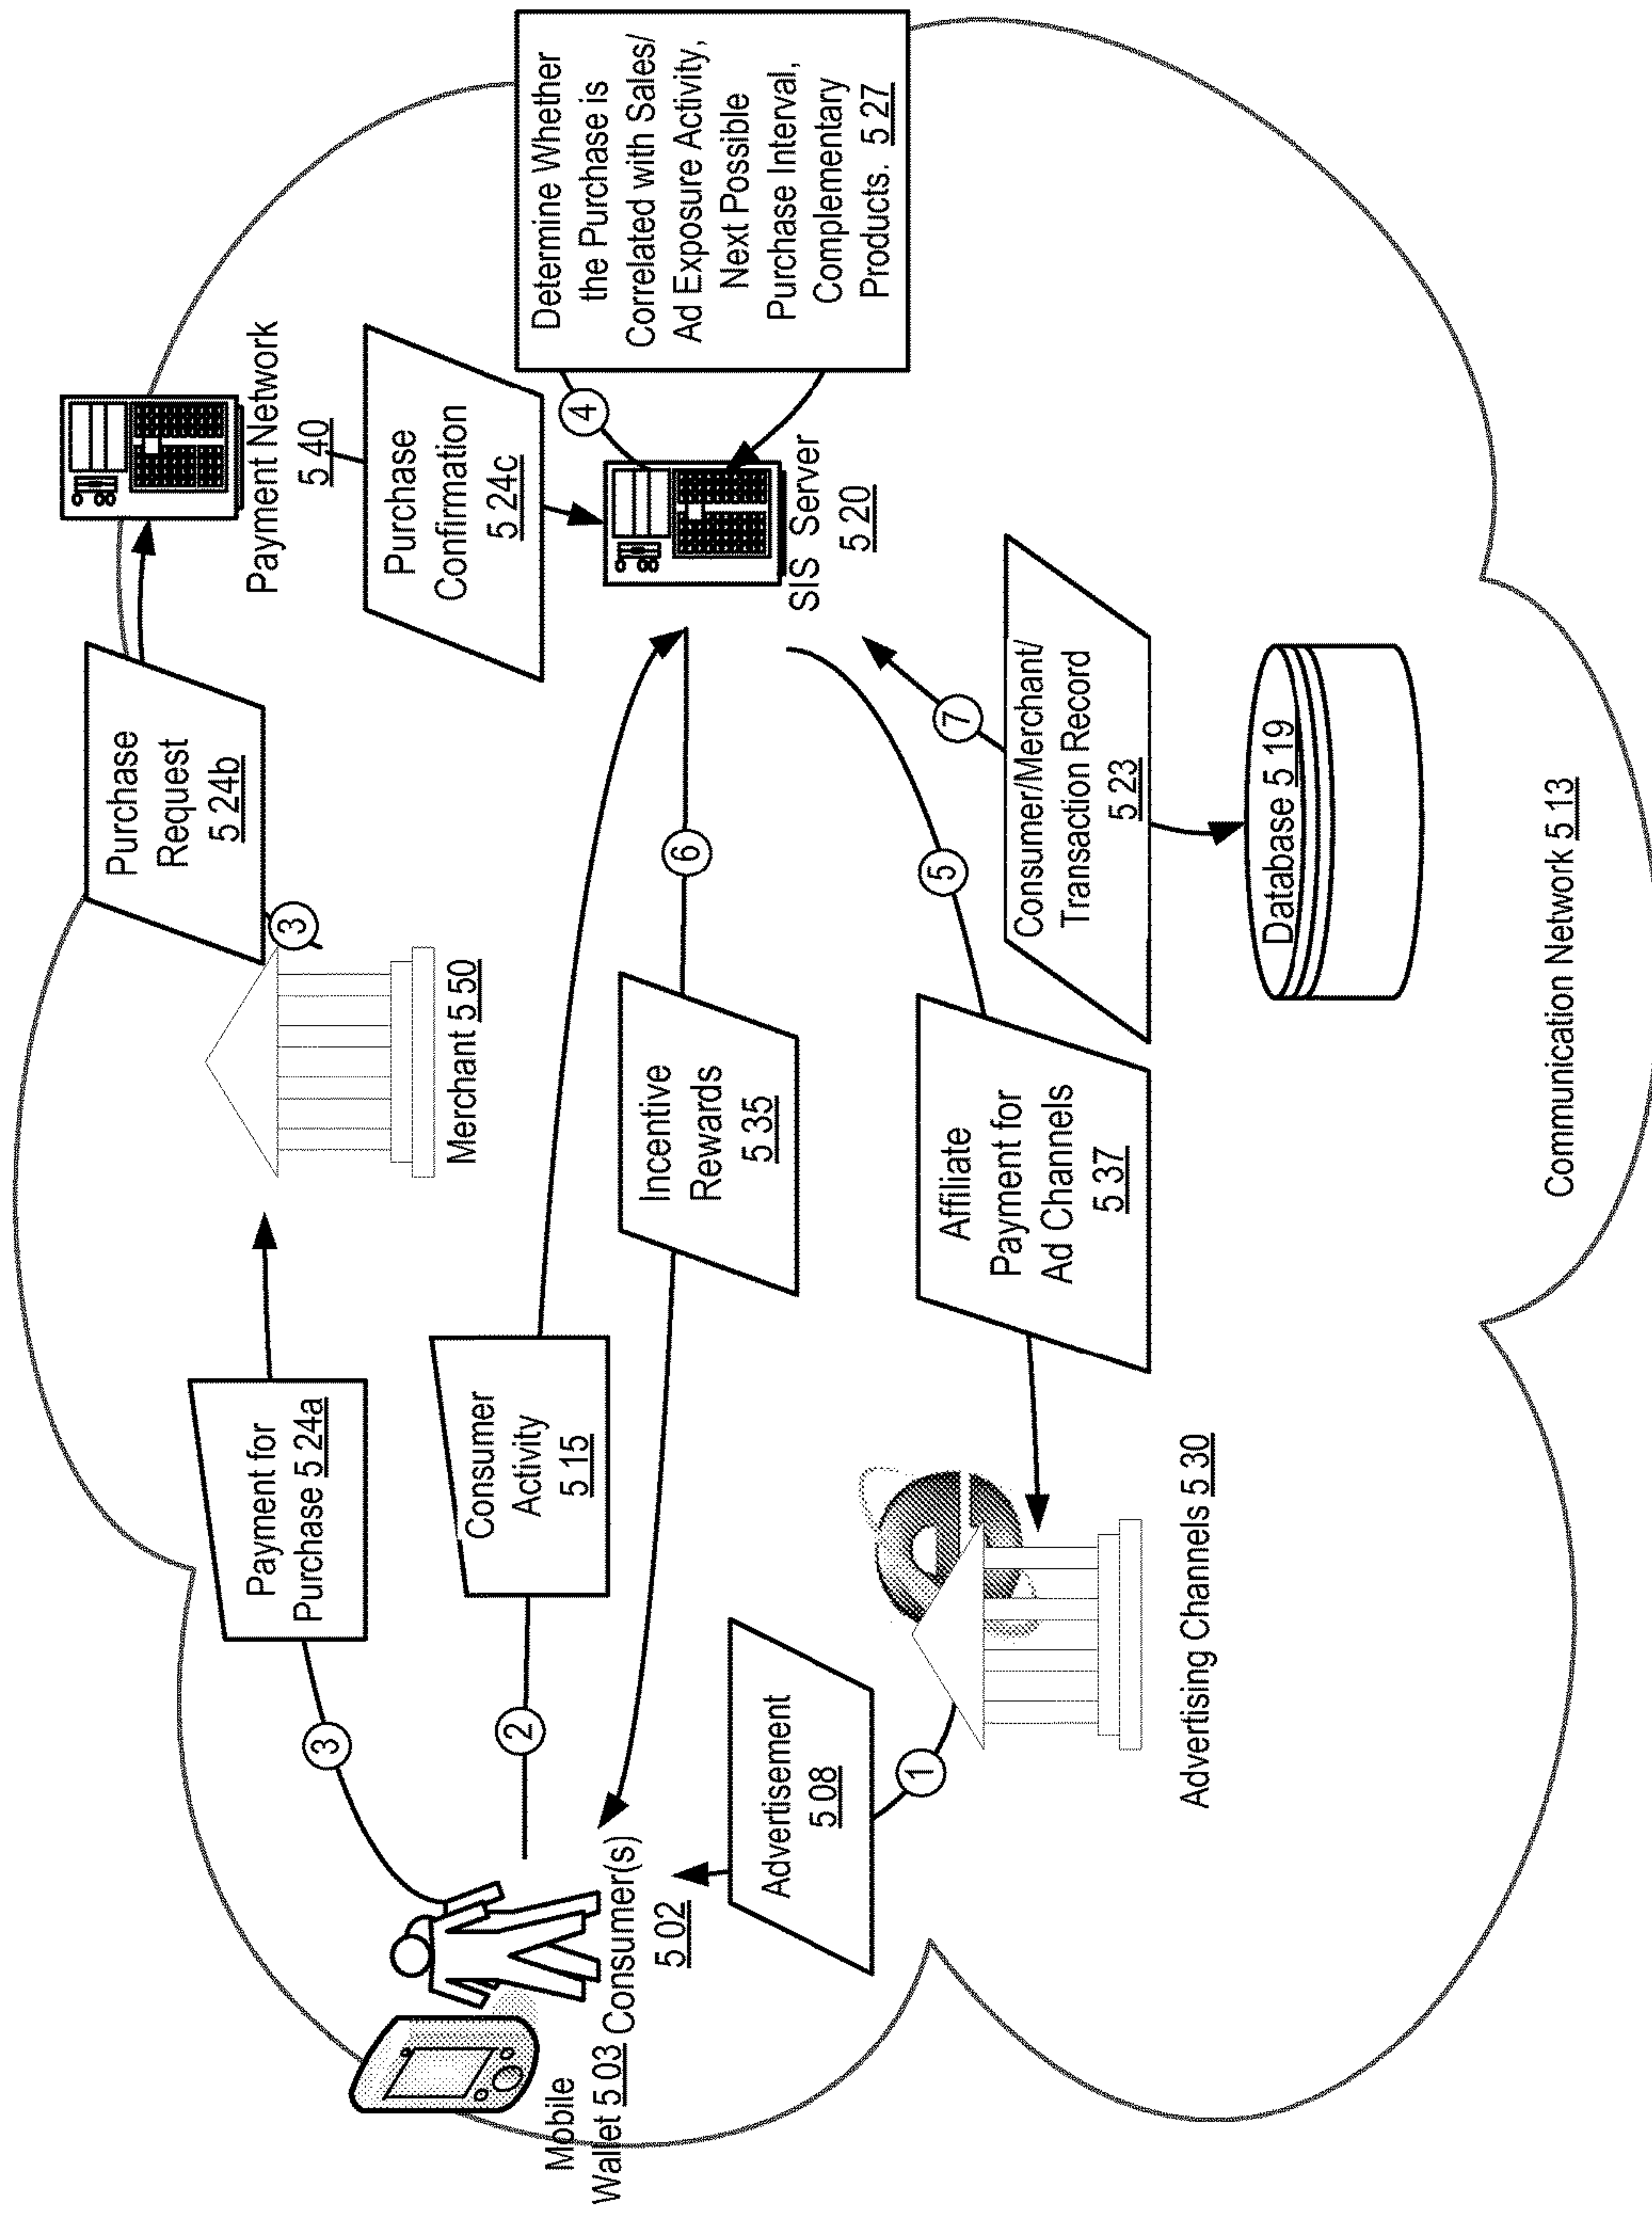 Payment Network
5 40
Purchase
Request
5 24b
3
Merchant 5 50
Payment for
Purchase 5 24a
3
Purchase
Confirmation
5 24c
Determine Whether
the Purchase is
Correlated with Sales/
Ad Exposure Activity,
Next Possible
Purchase Interval,
Complementary
Products. 5 27
4
SIS Server
5 20
Consumer
Activity
5 15
2
6
Incentive
Rewards
5 35
Mobile
Wallet 5 03
Consumer(s)
5 02
Advertisement
5 08
1
Advertising Channels 5 30
Affiliate
Payment for
Ad Channels
5 37
5
7
Consumer/Merchant/
Transaction Record
5 23
Database 5 19
Communication Network 5 13